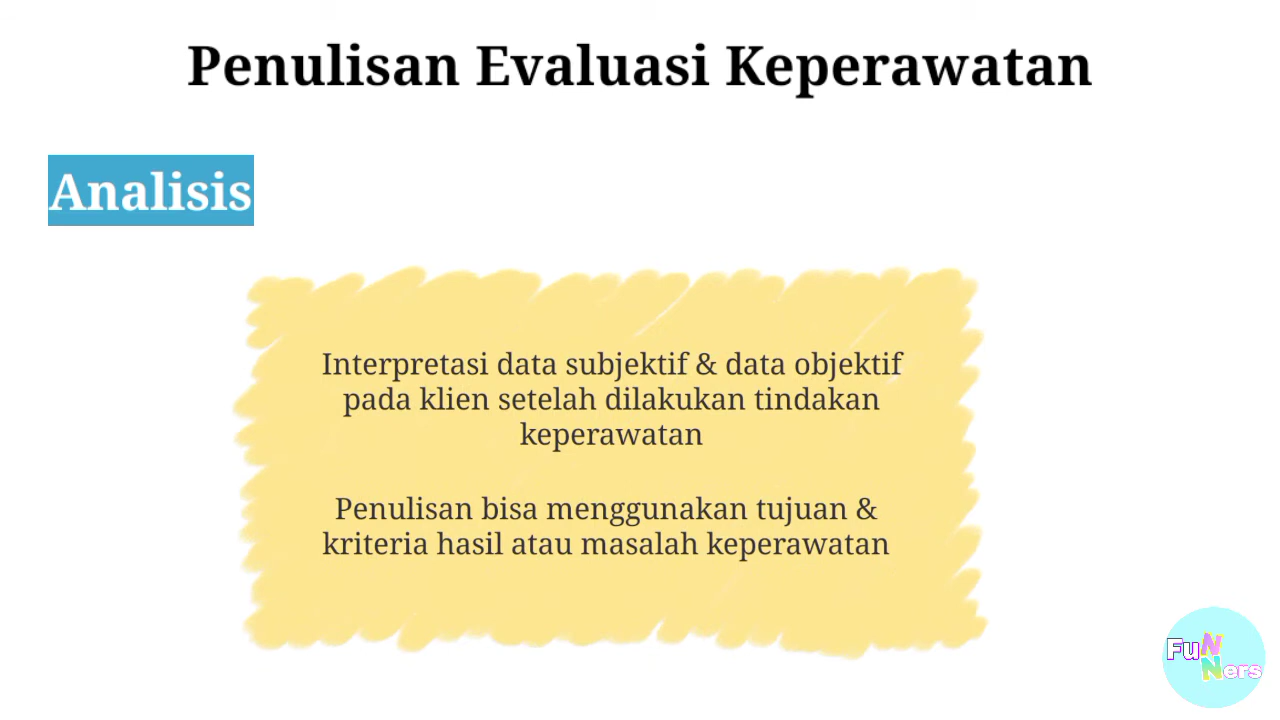 Penulisan Evaluasi Keperawatan
Analisis
Interpretasi data subjektif & data objektif
pada klien setelah dilakukan tindakan
keperawatan
Penulisan bisa menggunakan tujuan &
kriteria hasil atau masalah keperawatan
FuN
Ners